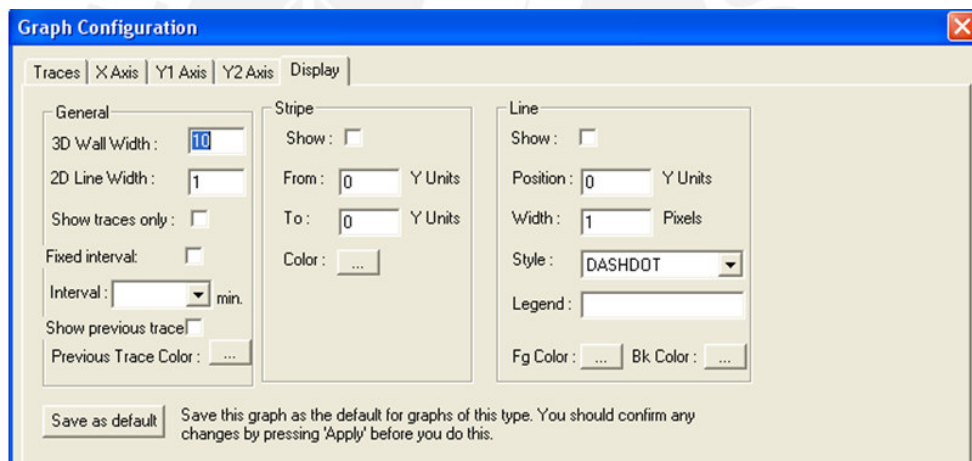 Graph Configuration
Traces X Axis Y1 Axis Y2 Axis Display
General
3D Wall Width : 10
2D Line Width : 1
Show traces only :
Fixed interval:
Interval : min.
Show previous trace
Previous Trace Color : ...
Stripe
Show :
From : 0 Y Units
To : 0 Y Units
Color : ...
Line
Show :
Position : 0 Y Units
Width : 1 Pixels
Style : DASHDOT
Legend :
Fg Color : ... Bk Color : ...
Save as default
Save this graph as the default for graphs of this type. You should confirm any
changes by pressing 'Apply' before you do this.